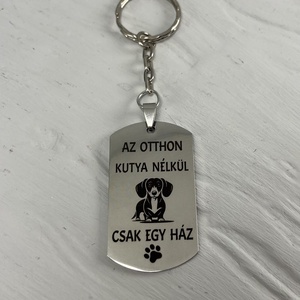 AZ OTTHON
KUTYA NÉLKÜL
CSAK EGY HÁZ